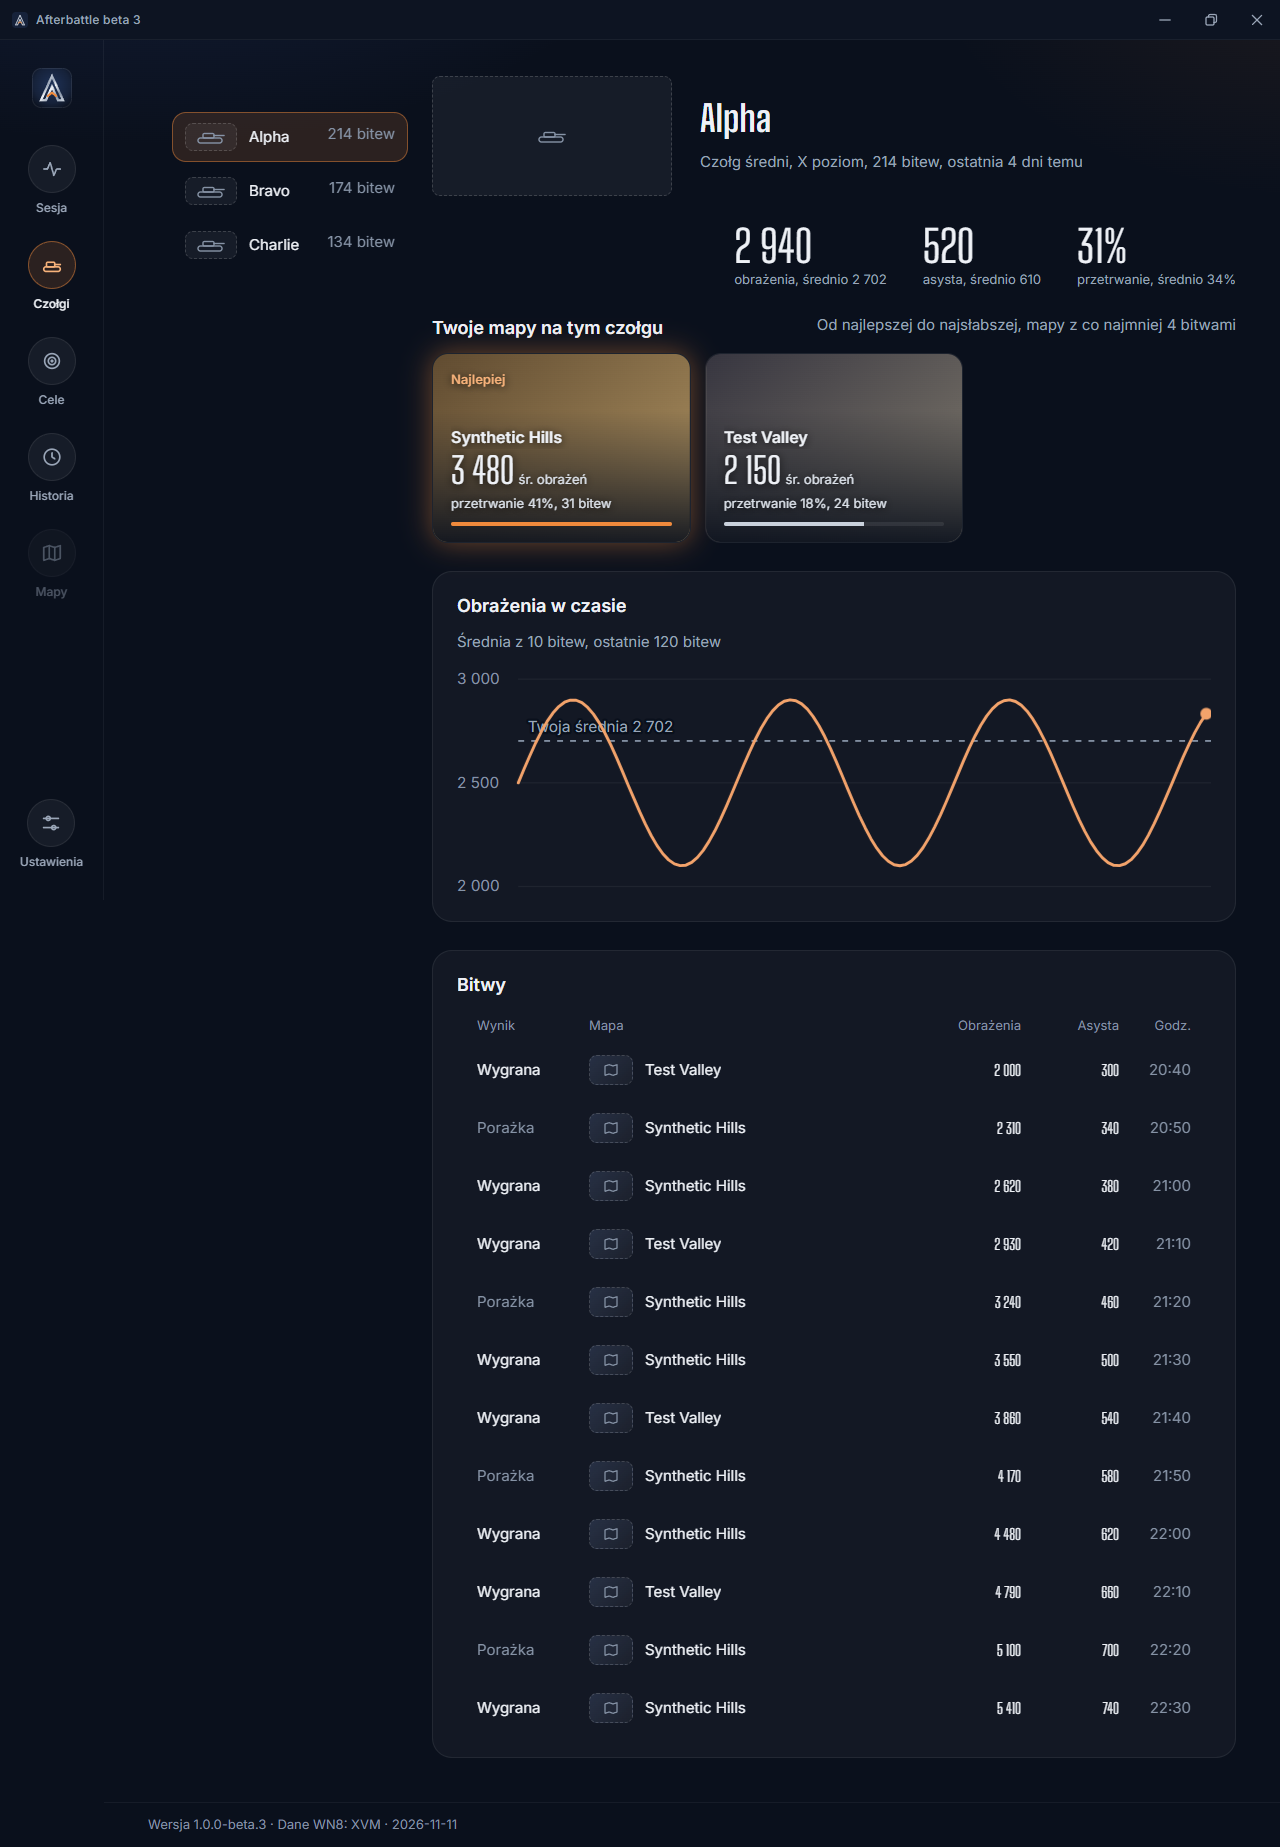 Afterbattle beta 3
Sesja
Czołgi
Cele
Historia
Mapy
Ustawienia
Alpha 214 bitew
Bravo 174 bitew
Charlie 134 bitew
Alpha
Czołg średni, X poziom, 214 bitew, ostatnia 4 dni temu
2 940 520 31%
obrażenia, średnio 2 702 asysta, średnio 610 przetrwanie, średnio 34%
Twoje mapy na tym czołgu Od najlepszej do najsłabszej, mapy z co najmniej 4 bitwami
Najlepiej
Synthetic Hills
3 480 śr. obrażeń
przetrwanie 41%, 31 bitew
Test Valley
2 150 śr. obrażeń
przetrwanie 18%, 24 bitew
Obrażenia w czasie
Średnia z 10 bitew, ostatnie 120 bitew
3 000
Twoja średnia 2 702
2 500
2 000
Bitwy
Wynik Mapa Obrażenia Asysta Godz.
Wygrana Test Valley 2 000 300 20:40
Porażka Synthetic Hills 2 310 340 20:50
Wygrana Synthetic Hills 2 620 380 21:00
Wygrana Test Valley 2 930 420 21:10
Porażka Synthetic Hills 3 240 460 21:20
Wygrana Synthetic Hills 3 550 500 21:30
Wygrana Test Valley 3 860 540 21:40
Porażka Synthetic Hills 4 170 580 21:50
Wygrana Synthetic Hills 4 480 620 22:00
Wygrana Test Valley 4 790 660 22:10
Porażka Synthetic Hills 5 100 700 22:20
Wygrana Synthetic Hills 5 410 740 22:30
Wersja 1.0.0-beta.3 · Dane WN8: XVM · 2026-11-11